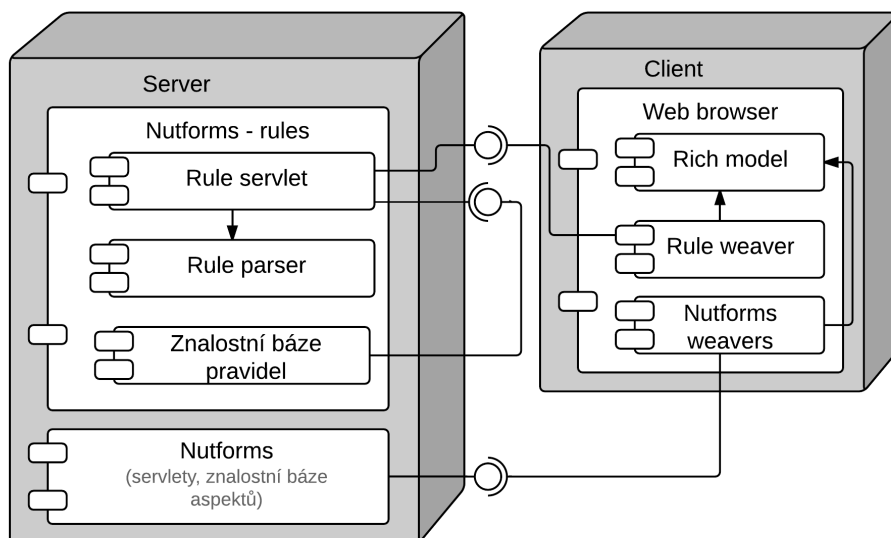 Server
Nutforms - rules
Rule servlet
Rule parser
Znalostní báze
pravidel
Nutforms
(servlety, znalostní báze
aspektů)
Client
Web browser
Rich model
Rule weaver
Nutforms
weavers